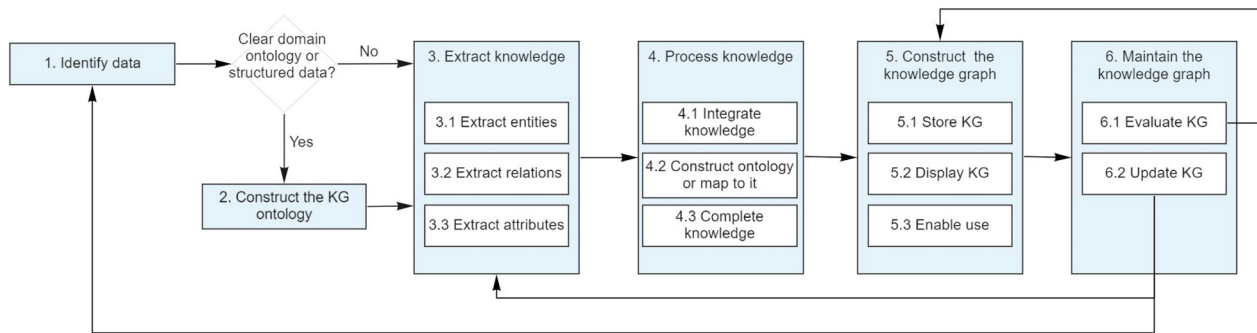 1. Identify data
Clear domain
ontology or
structured data?
No
Yes
2. Construct the KG
ontology
3. Extract knowledge
3.1 Extract entities
3.2 Extract relations
3.3 Extract attributes
4. Process knowledge
4.1 Integrate
knowledge
4.2 Construct ontology
or map to it
4.3 Complete
knowledge
5. Construct the
knowledge graph
5.1 Store KG
5.2 Display KG
5.3 Enable use
6. Maintain the
knowledge graph
6.1 Evaluate KG
6.2 Update KG